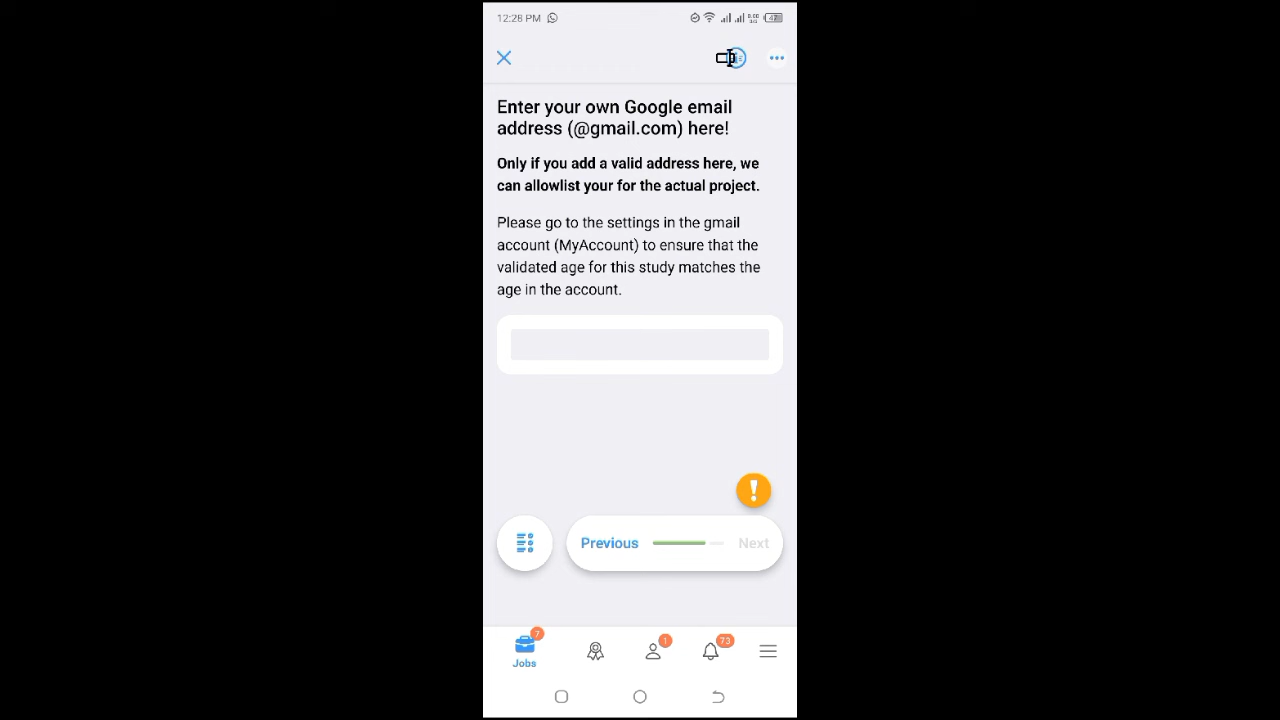 12:28 PM
47
Enter your own Google email
address (@gmail.com) here!
Only if you add a valid address here, we
can allowlist your for the actual project.
Please go to the settings in the gmail
account (MyAccount) to ensure that the
validated age for this study matches the
age in the account.
Previous
Next
7
1
73
Jobs